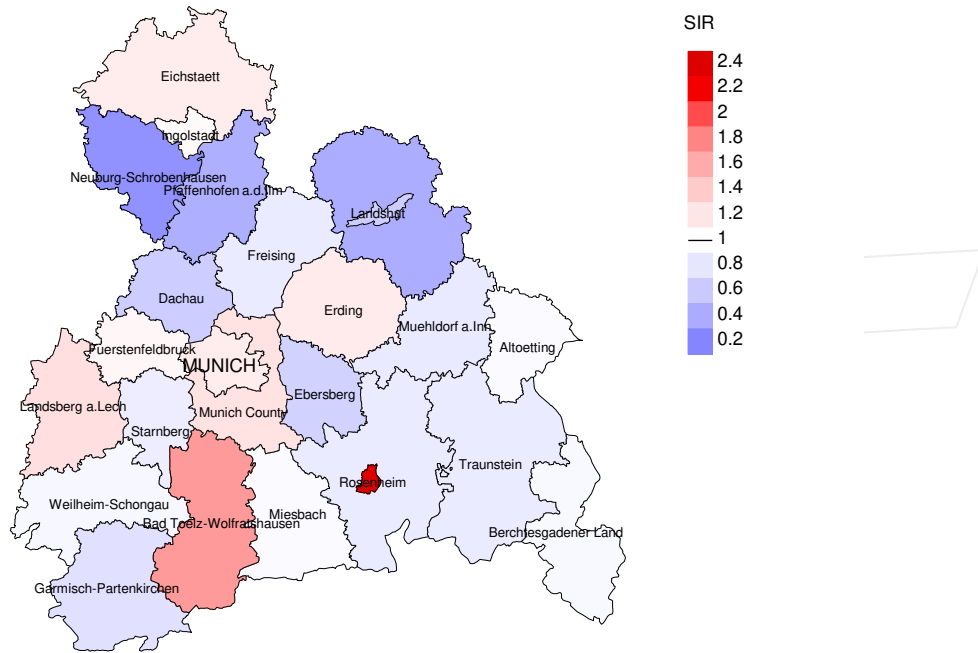 SIR
Eichstaett
2.4
2.2
2
Ingolstadt
1.8
1.6
Neuburg-Schrobenhausen
Pfaffenhofen a.d.Ilm
1.4
Landshut
1.2
1
Freising
0.8
0.6
Dachau
Erding
0.4
Muehldorf a.Inn
0.2
Fuerstenfeldbruck
Altoetting
MUNICH
Ebersberg
Landsberg a.Lech
Munich County
Starnberg
Traunstein
Rosenheim
Weilheim-Schongau
Miesbach
Bad Toelz-Wolfratshausen
Berchtesgadener Land
Garmisch-Partenkirchen